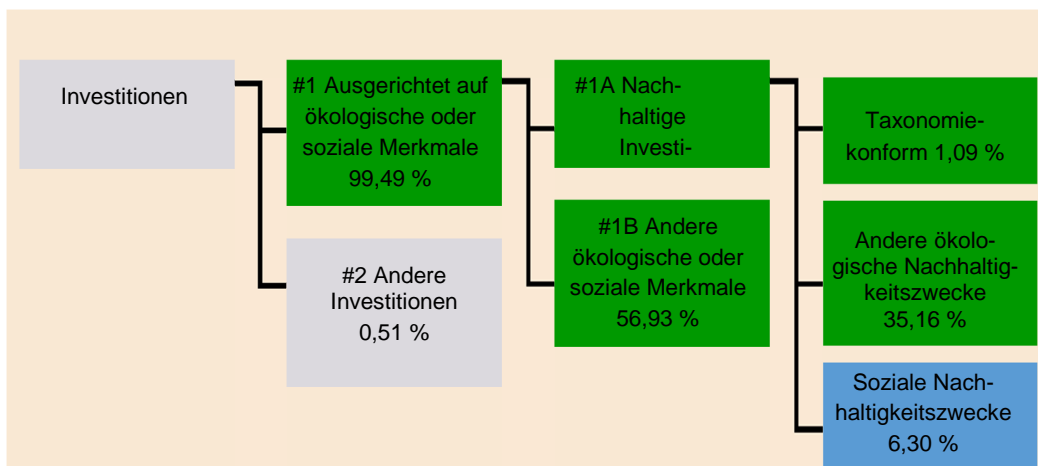 Investitionen
#1 Ausgerichtet auf
ökologische oder
soziale Merkmale
99,49 %
#2 Andere
Investitionen
0,51 %
#1A Nach-
haltige
Investi-
#1B Andere
ökologische oder
soziale Merkmale
56,93 %
Taxonomie-
konform 1,09 %
Andere ökolo-
gische Nachhaltig-
keitszwecke
35,16 %
Soziale Nach-
haltigkeitszwecke
6,30 %